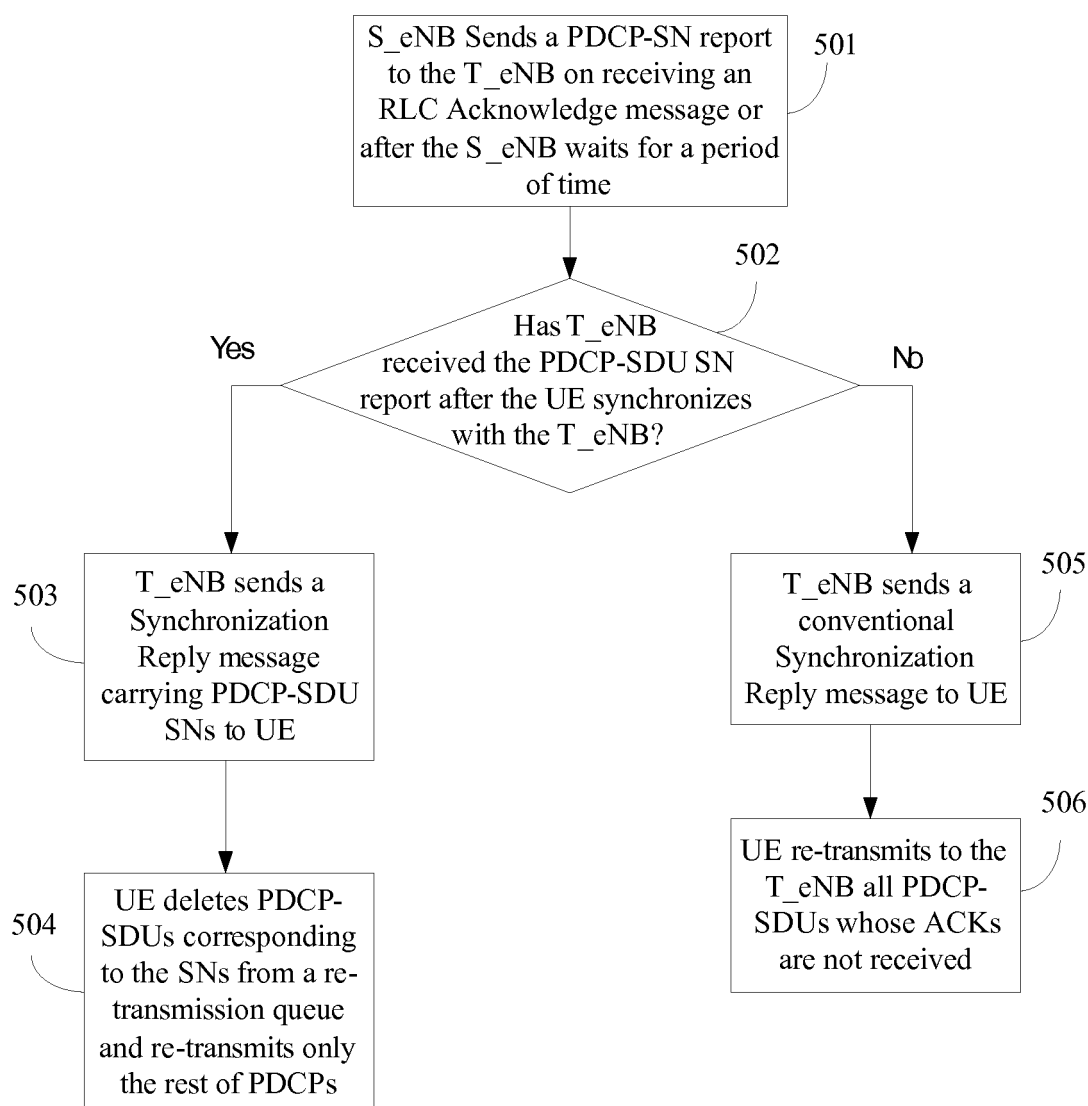 S_eNB Sends a PDCP-SN report
to the T_eNB on receiving an
RLC Acknowledge message or
after the S_eNB waits for a period
of time
501
502
Has T_eNB
received the PDCP-SDU SN
report after the UE synchronizes
with the T_eNB?
Yes
No
503
T_eNB sends a
Synchronization
Reply message
carrying PDCP-SDU
SNs to UE
505
T_eNB sends a
conventional
Synchronization
Reply message to UE
504
UE deletes PDCP-
SDUs corresponding
to the SNs from a re-
transmission queue
and re-transmits only
the rest of PDCPs
506
UE re-transmits to the
T_eNB all PDCP-
SDUs whose ACKs
are not received